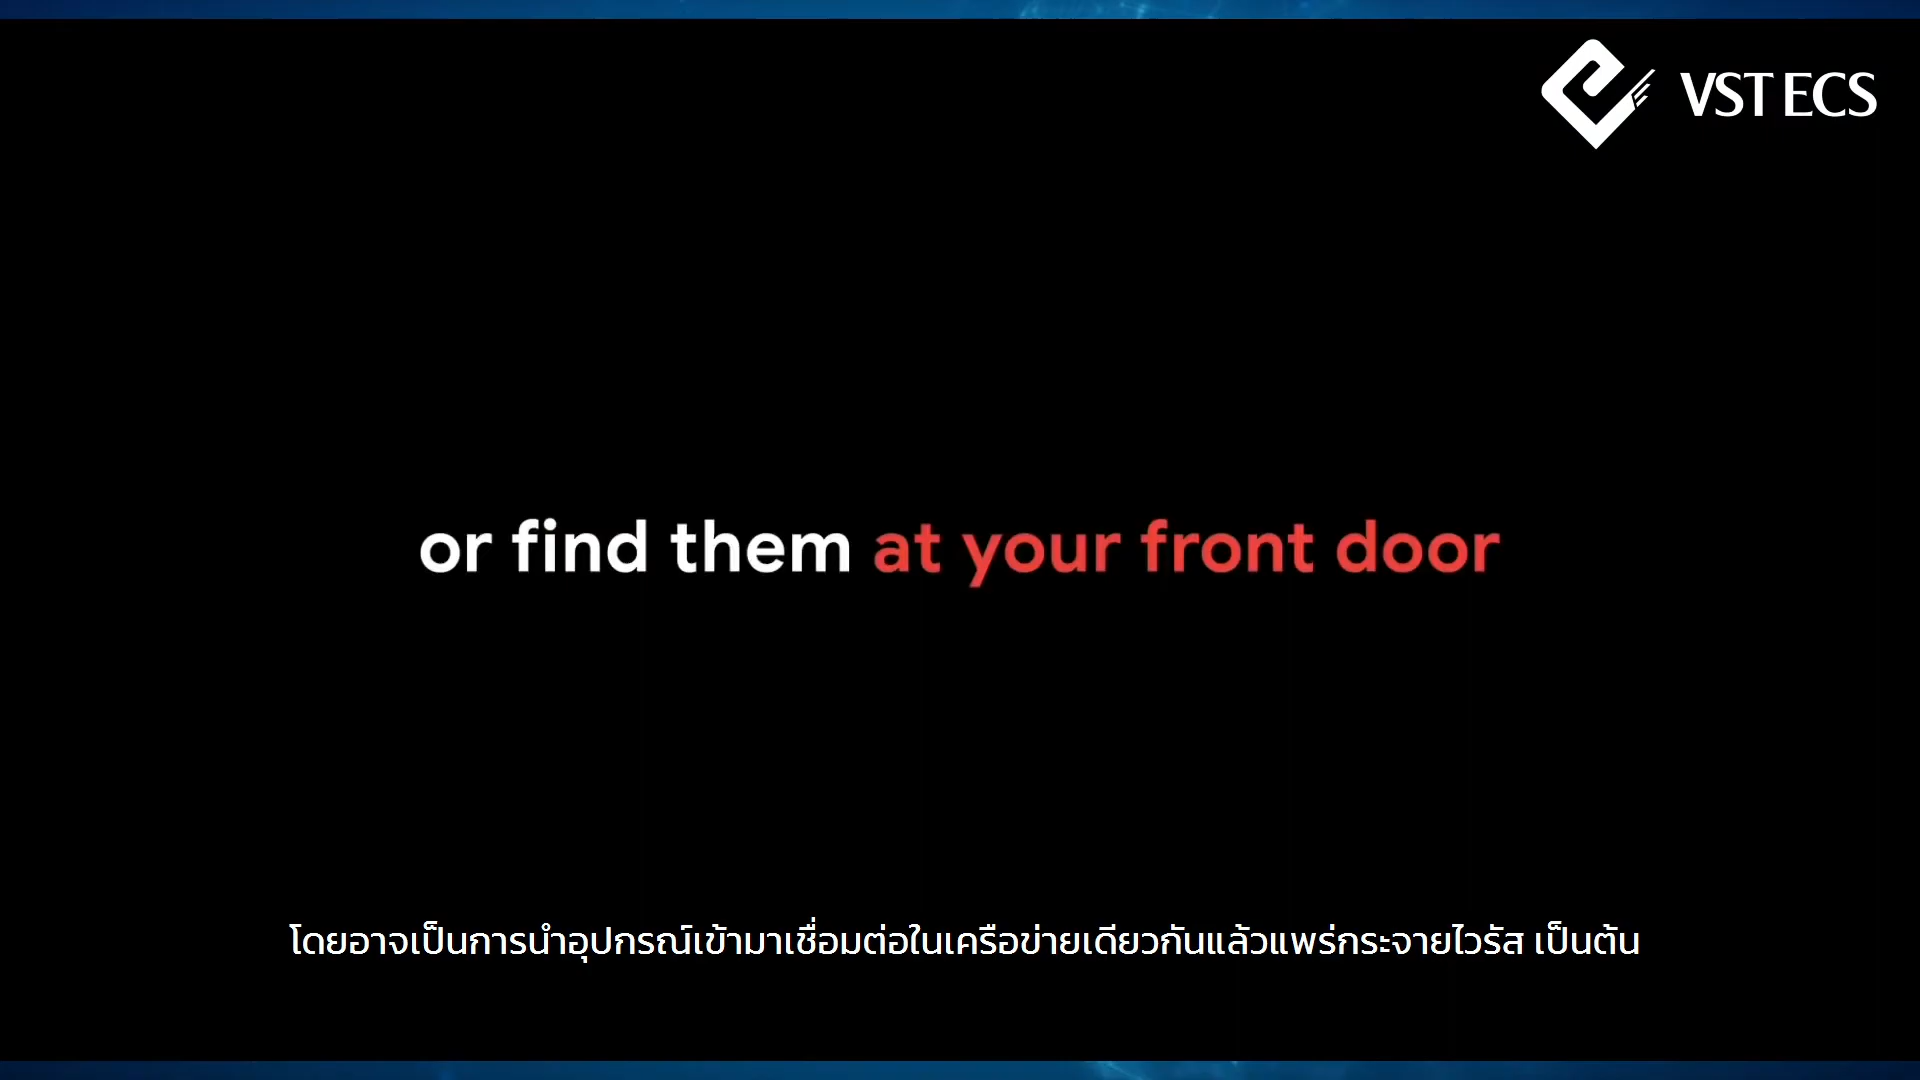 VST ECS
or find them at your front door
โดยอาจเป็นการนำอุปกรณ์เข้ามาเชื่อมต่อในเครือข่ายเดียวกันแล้วแพร่กระจายไวรัส เป็นต้น